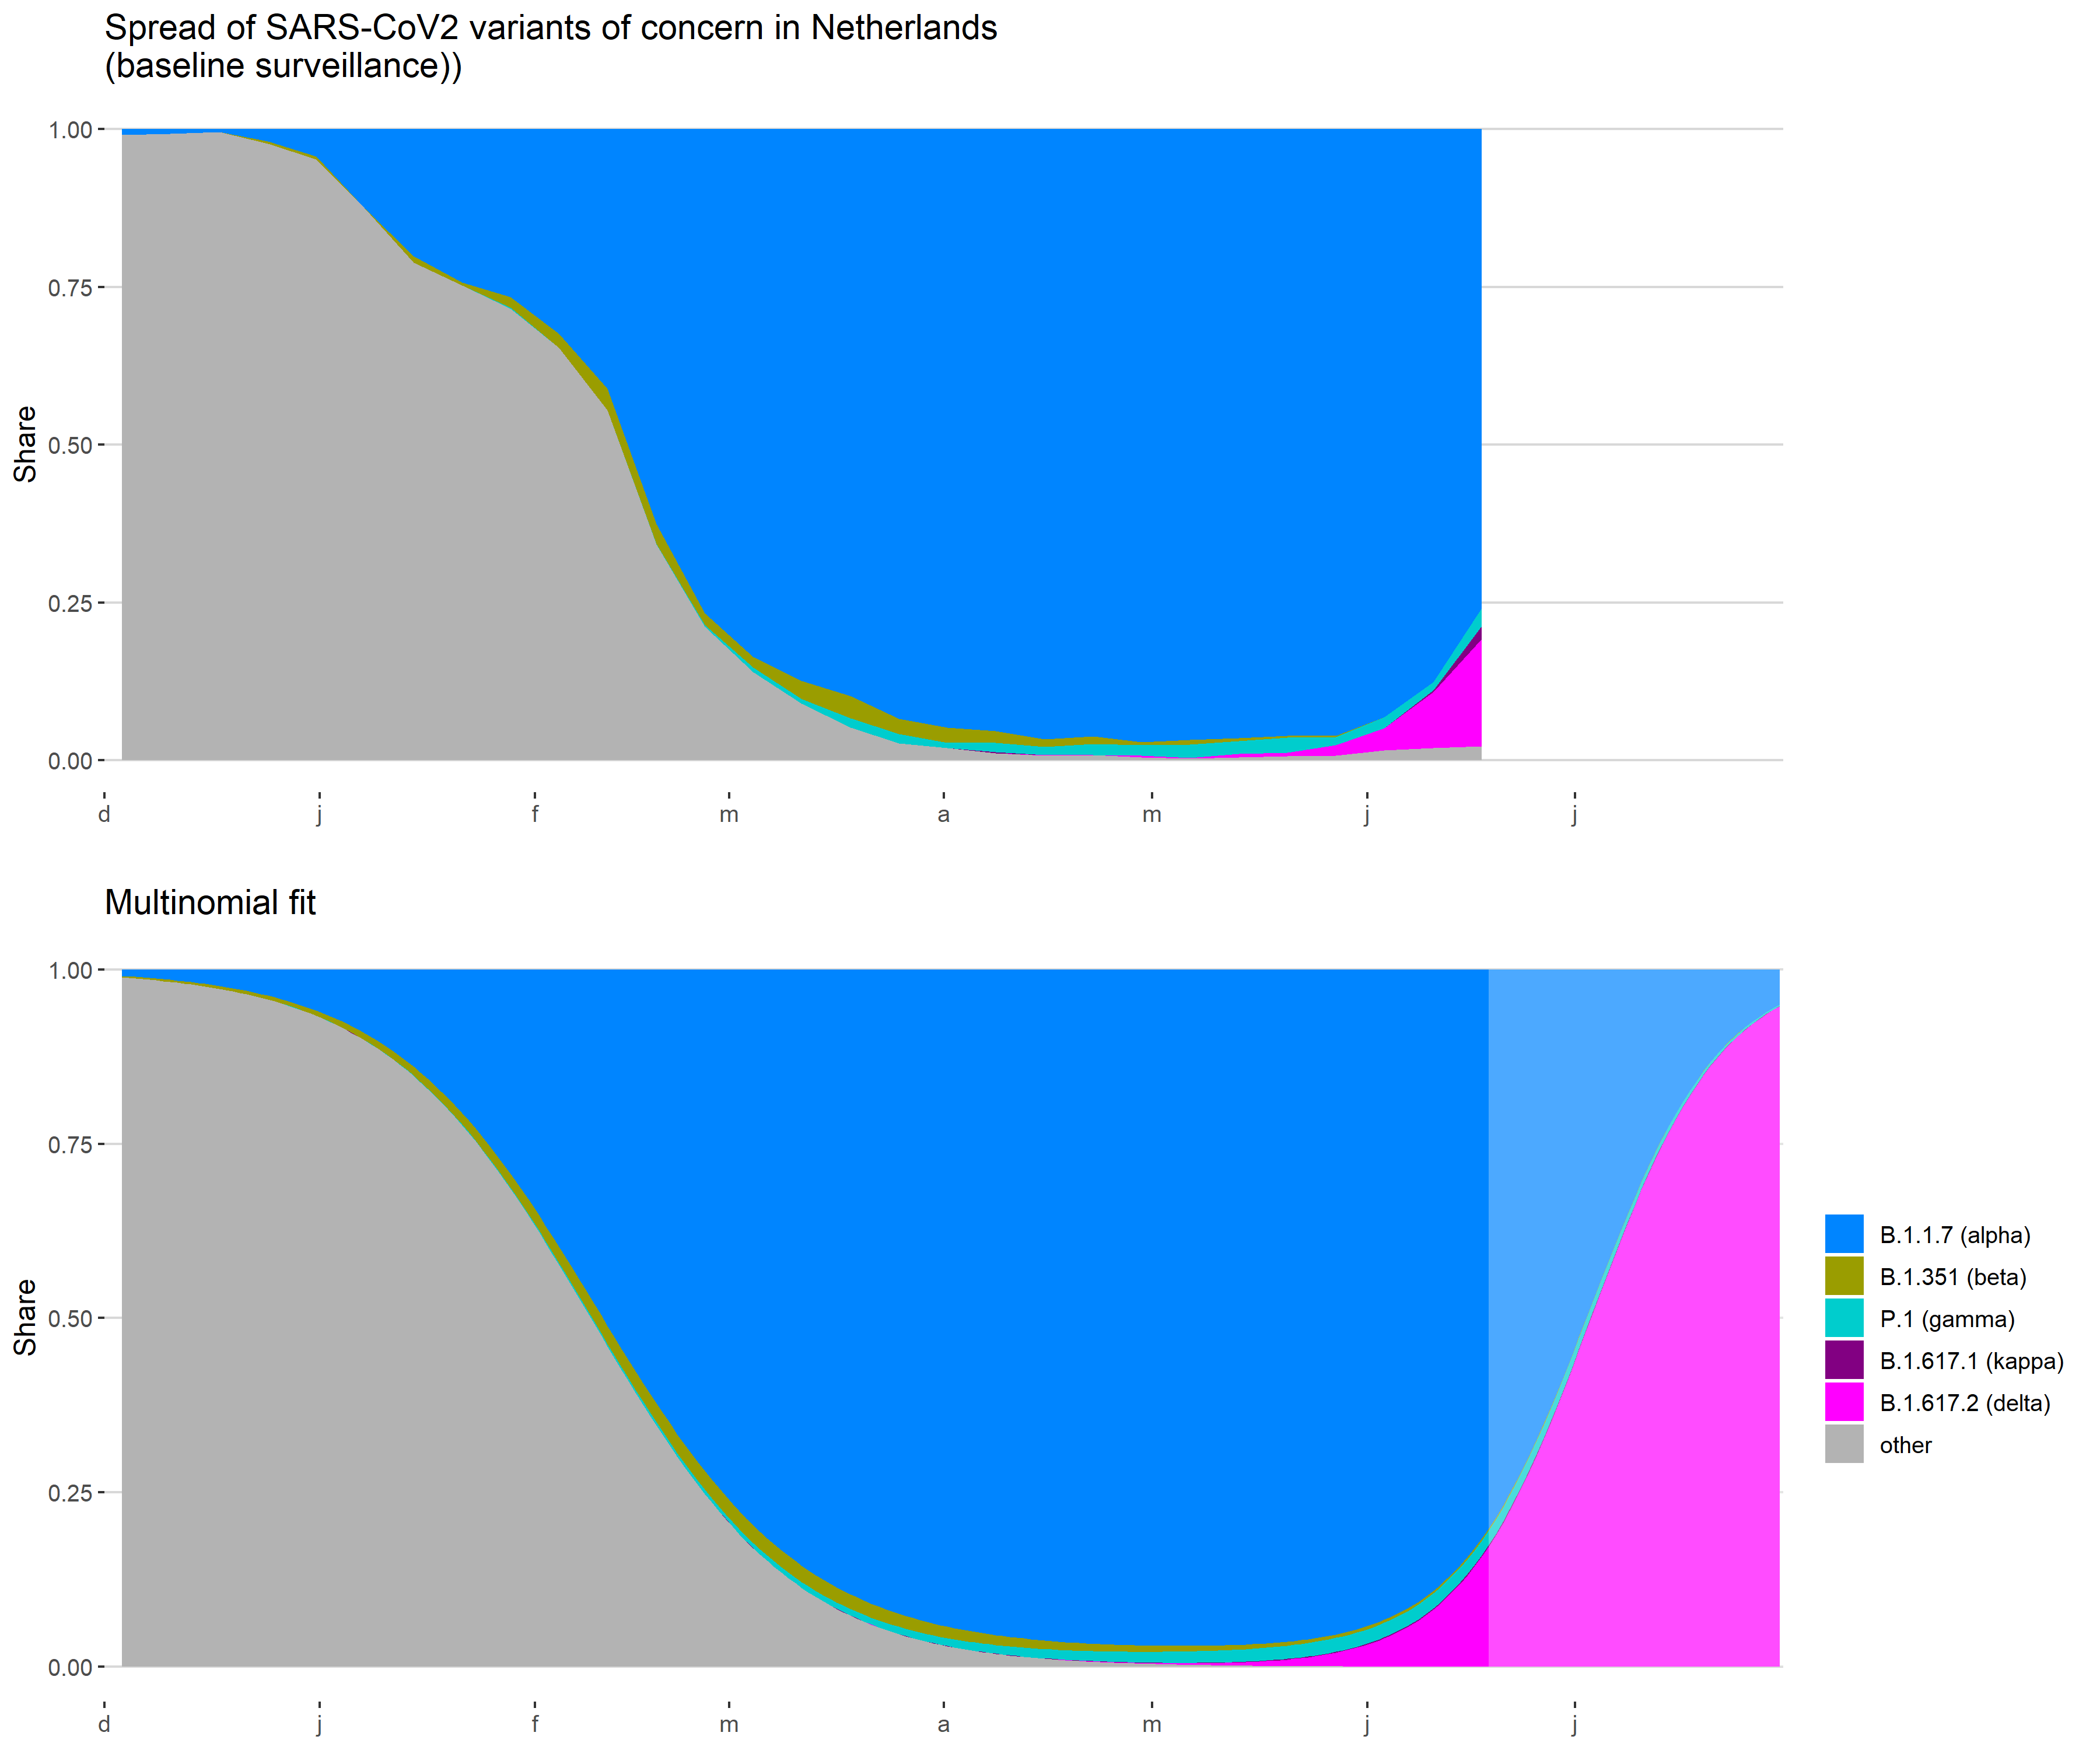 Spread of SARS-CoV2 variants of concern in Netherlands
(baseline surveillance))
1.00
0.75
0.50
0.25
0.00
Share
d j f m a m j j
Multinomial fit
1.00
0.75
0.50
0.25
0.00
Share
d j f m a m j j
B.1.1.7 (alpha)
B.1.351 (beta)
P.1 (gamma)
B.1.617.1 (kappa)
B.1.617.2 (delta)
other